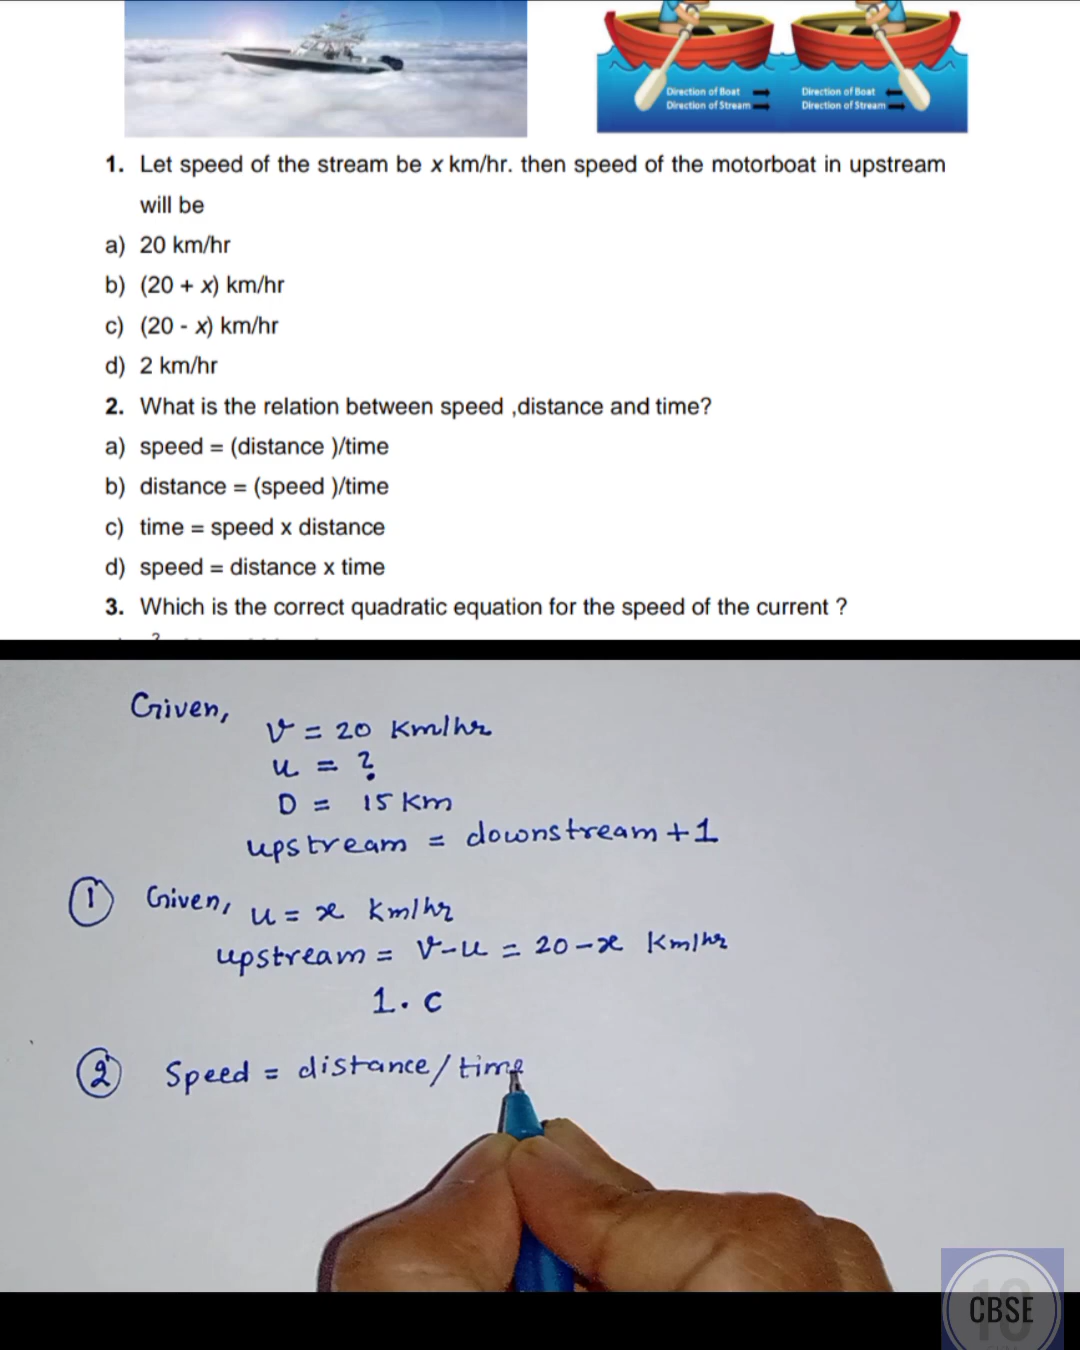 Direction of Boat
Direction of Stream
Direction of Boat
Direction of Stream
1. Let speed of the stream be x km/hr. then speed of the motorboat in upstream
will be
a) 20 km/hr
b) (20 + x) km/hr
c) (20 - x) km/hr
d) 2 km/hr
2. What is the relation between speed ,distance and time?
a) speed = (distance )/time
b) distance = (speed )/time
c) time = speed x distance
d) speed = distance x time
3. Which is the correct quadratic equation for the speed of the current ?
Given,
v = 20 Km/hr
u = ?
D = 15 km
upstream = downstream + 1
1 Given, u = x km/hr
upstream = v-u = 20-x Km/hr
1. c
2 Speed = distance/time
10
CBSE